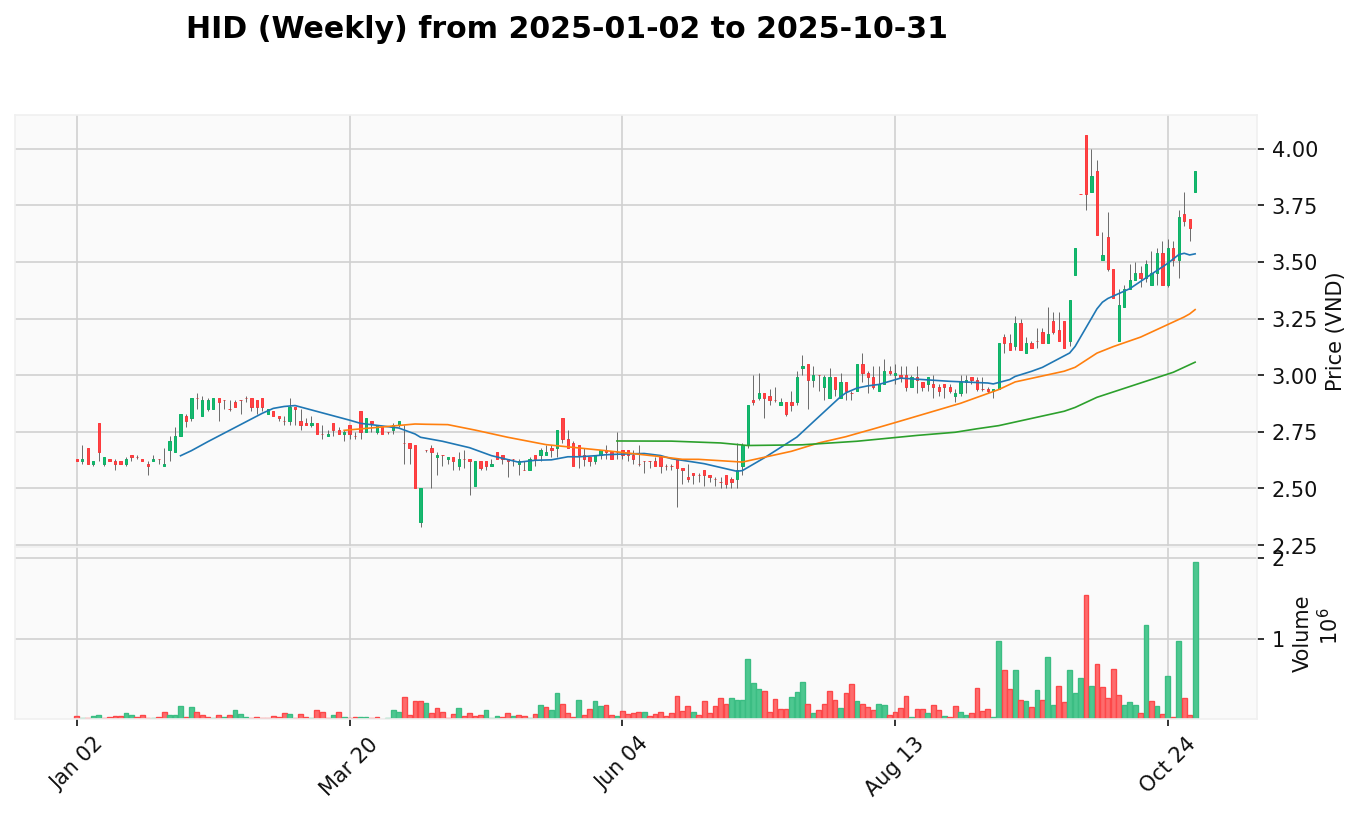 HID (Weekly) from 2025-01-02 to 2025-10-31
4.00
3.75
3.50
3.25
3.00
2.75
2.50
2.25
Price (VND)
2
1
Volume
10⁶
Jan 02
Mar 20
Jun 04
Aug 13
Oct 24